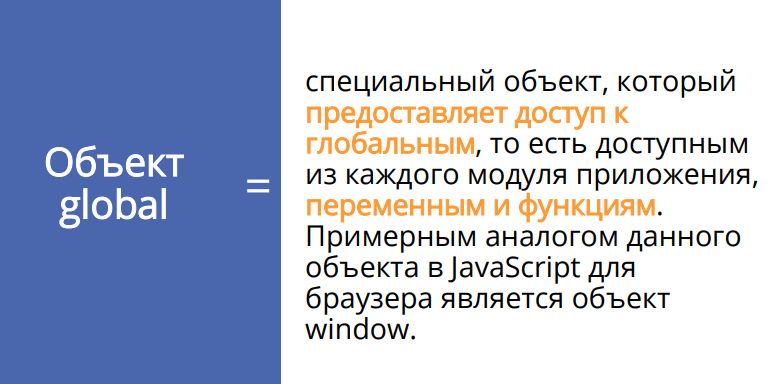 Объект
global
=
специальный объект, который
предоставляет доступ к
глобальным, то есть доступным
из каждого модуля приложения,
переменным и функциям.
Примерным аналогом данного
объекта в JavaScript для
браузера является объект
window.